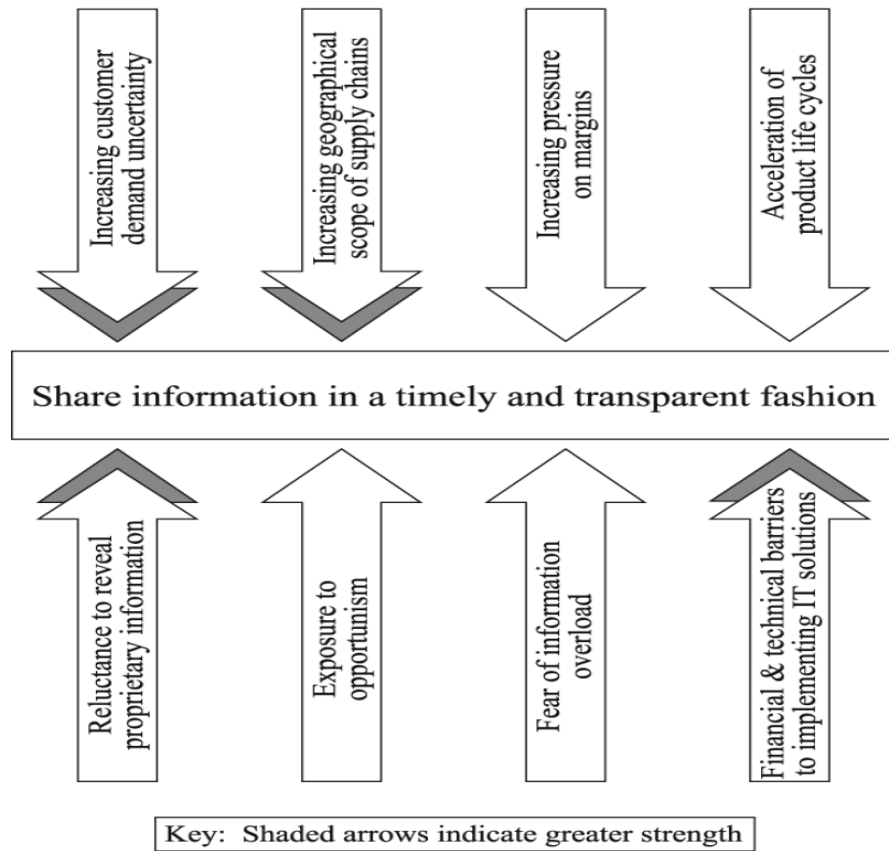 Increasing customer
demand uncertainty
Increasing geographical
scope of supply chains
Increasing pressure
on margins
Acceleration of
product life cycles
Share information in a timely and transparent fashion
Reluctance to reveal
proprietary information
Exposure to
opportunism
Fear of information
overload
Financial & technical barriers
to implementing IT solutions
Key: Shaded arrows indicate greater strength